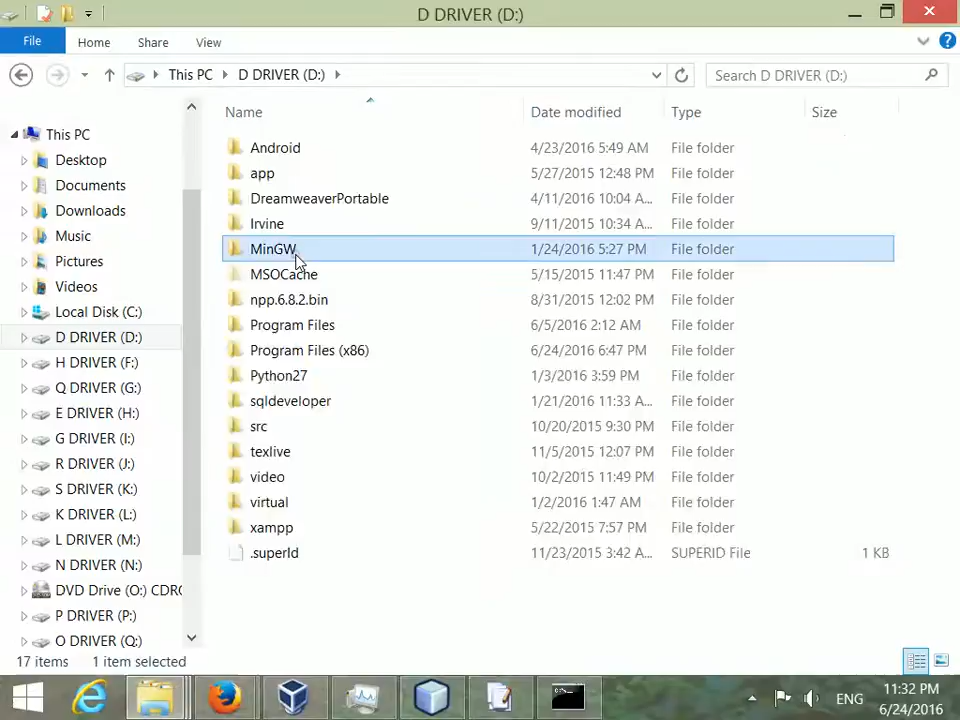 D DRIVER (D:)
File Home Share View
This PC D DRIVER (D:) Search D DRIVER (D:)
Name Date modified Type Size
This PC
Desktop
Documents
Downloads
Music
Pictures
Videos
Local Disk (C:)
D DRIVER (D:)
H DRIVER (F:)
Q DRIVER (G:)
E DRIVER (H:)
G DRIVER (I:)
R DRIVER (J:)
S DRIVER (K:)
K DRIVER (L:)
L DRIVER (M:)
N DRIVER (N:)
DVD Drive (O:) CDRO
P DRIVER (P:)
O DRIVER (Q:)
Android 4/23/2016 5:49 AM File folder
app 5/27/2015 12:48 PM File folder
DreamweaverPortable 4/11/2016 10:04 A... File folder
Irvine 9/11/2015 10:34 A... File folder
MinGW 1/24/2016 5:27 PM File folder
MSOCache 5/15/2015 11:47 PM File folder
npp.6.8.2.bin 8/31/2015 12:02 PM File folder
Program Files 6/5/2016 2:12 AM File folder
Program Files (x86) 6/24/2016 6:47 PM File folder
Python27 1/3/2016 3:59 PM File folder
sqldeveloper 1/21/2016 11:33 A... File folder
src 10/20/2015 9:30 PM File folder
texlive 11/5/2015 12:07 PM File folder
video 10/2/2015 11:49 PM File folder
virtual 1/2/2016 1:47 AM File folder
xampp 5/22/2015 7:57 PM File folder
.superId 11/23/2015 3:42 A... SUPERID File 1 KB
17 items 1 item selected
ENG 11:32 PM
6/24/2016